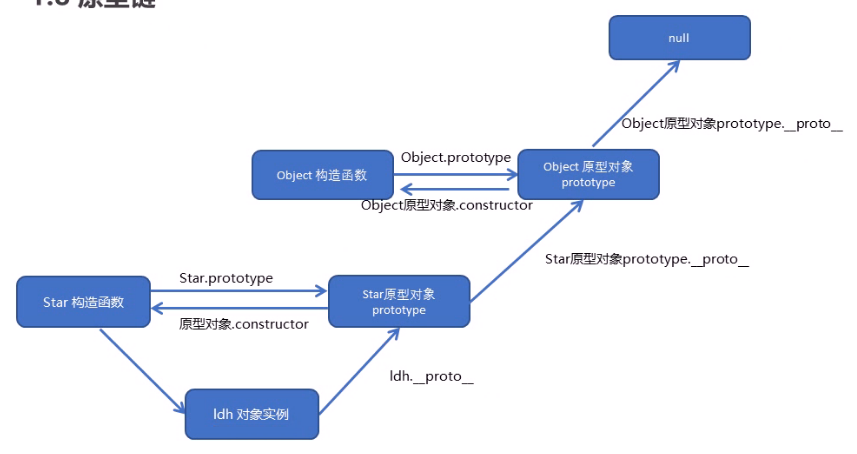 1.8 原型链
null
Object原型对象prototype.__proto__
Object.prototype
Object 构造函数
Object 原型对象
prototype
Object原型对象.constructor
Star原型对象prototype.__proto__
Star.prototype
Star 构造函数
Star原型对象
prototype
原型对象.constructor
ldh.__proto__
ldh 对象实例